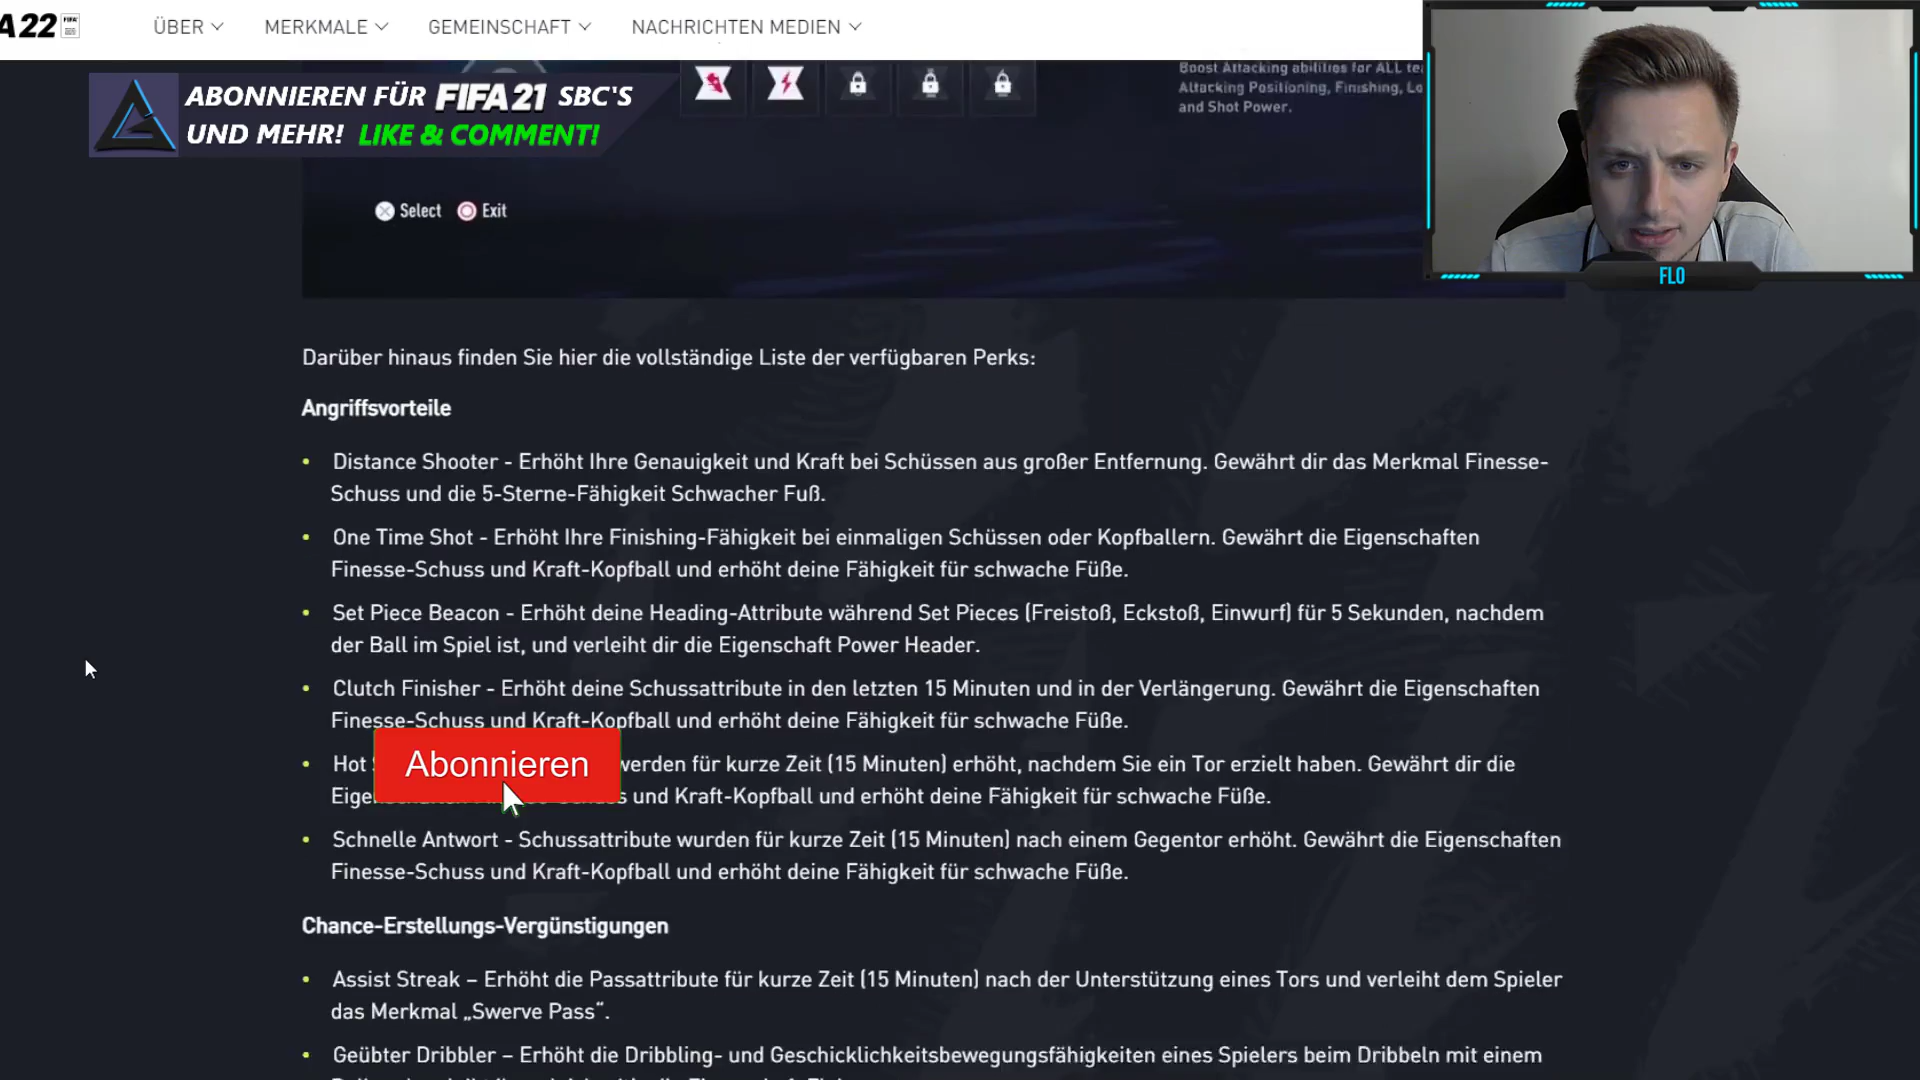 A 22
ÜBER
MERKMALE
GEMEINSCHAFT
NACHRICHTEN MEDIEN
ABONNIEREN FÜR FIFA 21 SBC'S
UND MEHR! LIKE & COMMENT!
Boost Attacking abilities for ALL te
Attacking Positioning, Finishing, Lo
and Shot Power.
Select
Exit
FLO
Darüber hinaus finden Sie hier die vollständige Liste der verfügbaren Perks:
Angriffsvorteile
• Distance Shooter - Erhöht Ihre Genauigkeit und Kraft bei Schüssen aus großer Entfernung. Gewährt dir das Merkmal Finesse-
Schuss und die 5-Sterne-Fähigkeit Schwacher Fuß.
• One Time Shot - Erhöht Ihre Finishing-Fähigkeit bei einmaligen Schüssen oder Kopfballern. Gewährt die Eigenschaften
Finesse-Schuss und Kraft-Kopfball und erhöht deine Fähigkeit für schwache Füße.
• Set Piece Beacon - Erhöht deine Heading-Attribute während Set Pieces (Freistoß, Eckstoß, Einwurf) für 5 Sekunden, nachdem
der Ball im Spiel ist, und verleiht dir die Eigenschaft Power Header.
• Clutch Finisher - Erhöht deine Schussattribute in den letzten 15 Minuten und in der Verlängerung. Gewährt die Eigenschaften
Finesse-Schuss und Kraft-Kopfball und erhöht deine Fähigkeit für schwache Füße.
• Hot werden für kurze Zeit (15 Minuten) erhöht, nachdem Sie ein Tor erzielt haben. Gewährt dir die
und Kraft-Kopfball und erhöht deine Fähigkeit für schwache Füße.
Abonnieren
• Schnelle Antwort - Schussattribute wurden für kurze Zeit (15 Minuten) nach einem Gegentor erhöht. Gewährt die Eigenschaften
Finesse-Schuss und Kraft-Kopfball und erhöht deine Fähigkeit für schwache Füße.
Chance-Erstellungs-Vergünstigungen
• Assist Streak – Erhöht die Passattribute für kurze Zeit (15 Minuten) nach der Unterstützung eines Tors und verleiht dem Spieler
das Merkmal „Swerve Pass“.
• Geübter Dribbler – Erhöht die Dribbling- und Geschicklichkeitsbewegungsfähigkeiten eines Spielers beim Dribbeln mit einem